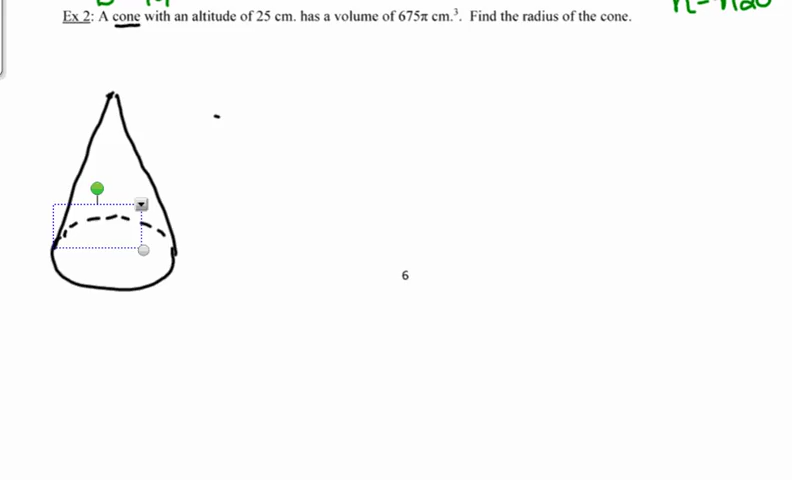 Ex 2: A cone with an altitude of 25 cm. has a volume of 675π cm.³. Find the radius of the cone.
6